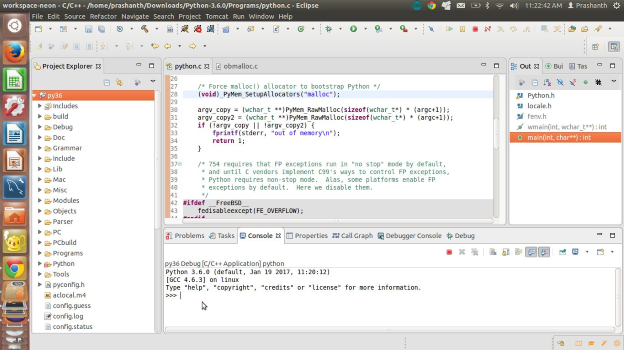 workspace-neon - C/C++ - /home/prashanth/Downloads/Python-3.6.0/Programs/python.c - Eclipse
11:22:42 AM
Prashanth
File Edit Source Refactor Navigate Search Project Tomcat Run Window Help
Project Explorer
py36
Includes
build
Debug
Doc
Grammar
Include
Lib
Mac
Misc
Modules
Objects
Parser
PC
PCbuild
Programs
Python
Tools
pyconfig.h
aclocal.m4
config.guess
config.log
config.status
python.c
obmalloc.c
26
27 /* Force malloc() allocator to bootstrap Python */
28 (void)_PyMem_SetupAllocators("malloc");
29
30 argv_copy = (wchar_t **)PyMem_RawMalloc(sizeof(wchar_t*) * (argc+1));
31 argv_copy2 = (wchar_t **)PyMem_RawMalloc(sizeof(wchar_t*) * (argc+1));
32 if (!argv_copy || !argv_copy2) {
33 fprintf(stderr, "out of memory\n");
34 return 1;
35 }
36
37 /* 754 requires that FP exceptions run in "no stop" mode by default,
38 * and until C vendors implement C99's ways to control FP exceptions,
39 * Python requires non-stop mode. Alas, some platforms enable FP
40 * exceptions by default. Here we disable them.
41 */
42 #ifdef __FreeBSD__
43 fedisableexcept(FE_OVERFLOW);
Out
Bui
Tas
Python.h
locale.h
fenv.h
wmain(int, wchar_t**) : int
main(int, char**) : int
Problems
Tasks
Console
Properties
Call Graph
Debugger Console
Debug
py36 Debug [C/C++ Application] python
Python 3.6.0 (default, Jan 19 2017, 11:20:12)
[GCC 4.6.3] on linux
Type "help", "copyright", "credits" or "license" for more information.
>>>